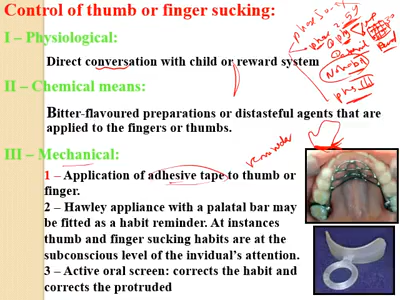 Control of thumb or finger sucking:
I – Physiological:
Direct conversation with child or reward system
II – Chemical means:
Bitter-flavoured preparations or distasteful agents that are
applied to the fingers or thumbs.
III – Mechanical:
reminder
1 – Application of adhesive tape to thumb or
finger.
2 – Hawley appliance with a palatal bar may
be fitted as a habit reminder. At instances
thumb and finger sucking habits are at the
subconscious level of the invidual's attention.
3 – Active oral screen: corrects the habit and
corrects the protruded